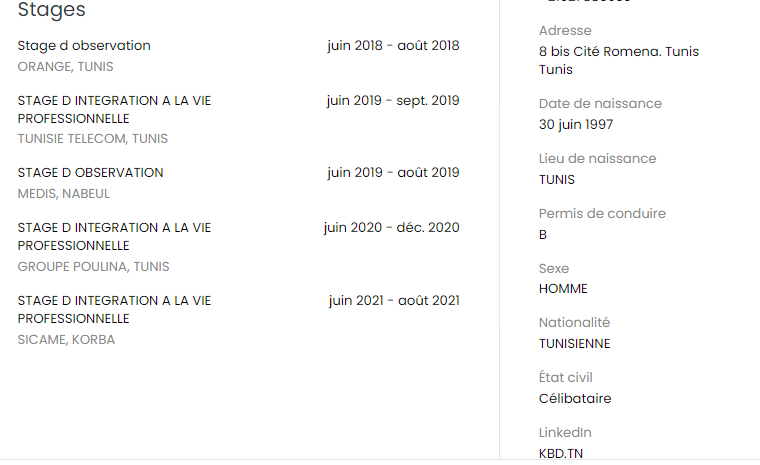 Stages
Stage d observation juin 2018 - août 2018
ORANGE, TUNIS
STAGE D INTEGRATION A LA VIE juin 2019 - sept. 2019
PROFESSIONNELLE
TUNISIE TELECOM, TUNIS
STAGE D OBSERVATION juin 2019 - août 2019
MEDIS, NABEUL
STAGE D INTEGRATION A LA VIE juin 2020 - déc. 2020
PROFESSIONNELLE
GROUPE POULINA, TUNIS
STAGE D INTEGRATION A LA VIE juin 2021 - août 2021
PROFESSIONNELLE
SICAME, KORBA
Adresse
8 bis Cité Romena. Tunis
Tunis
Date de naissance
30 juin 1997
Lieu de naissance
TUNIS
Permis de conduire
B
Sexe
HOMME
Nationalité
TUNISIENNE
État civil
Célibataire
LinkedIn
KBD.TN